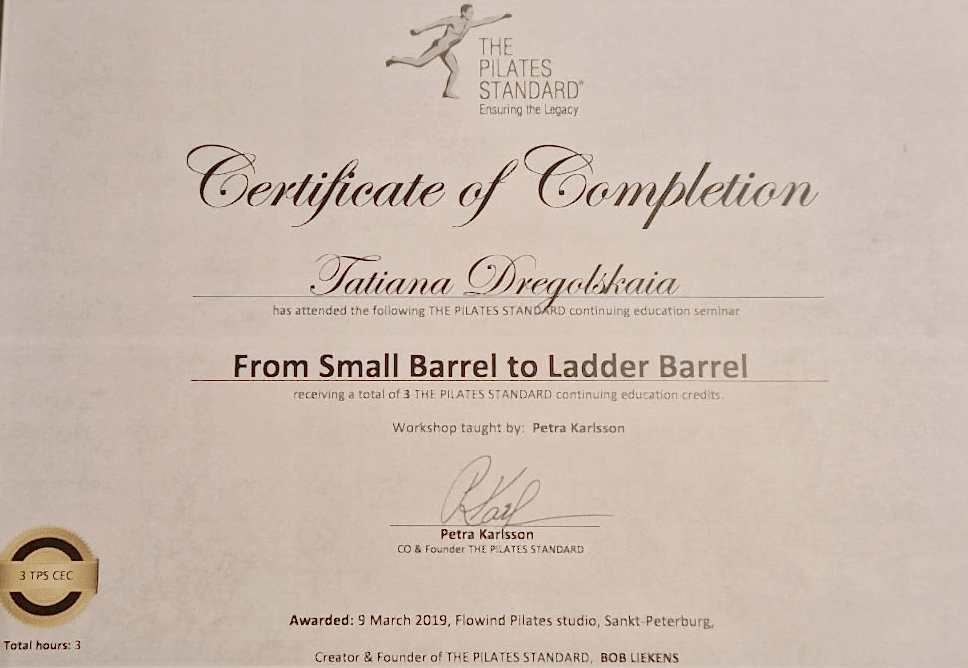 THE
PILATES
STANDARD®
Ensuring the Legacy
Certificate of Completion
Tatiana Dregolskaia
has attended the following THE PILATES STANDARD continuing education seminar
From Small Barrel to Ladder Barrel
receiving a total of 3 THE PILATES STANDARD continuing education credits.
Workshop taught by: Petra Karlsson
Petra Karlsson
CO & Founder THE PILATES STANDARD
3 TPS CEC
Total hours: 3
Awarded: 9 March 2019, Flowind Pilates studio, Sankt-Peterburg,
Creator & Founder of THE PILATES STANDARD, BOB LIEKENS